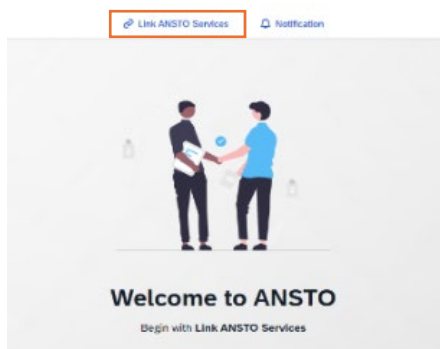 Link ANSTO Services
Notification
Welcome to ANSTO
Begin with Link ANSTO Services